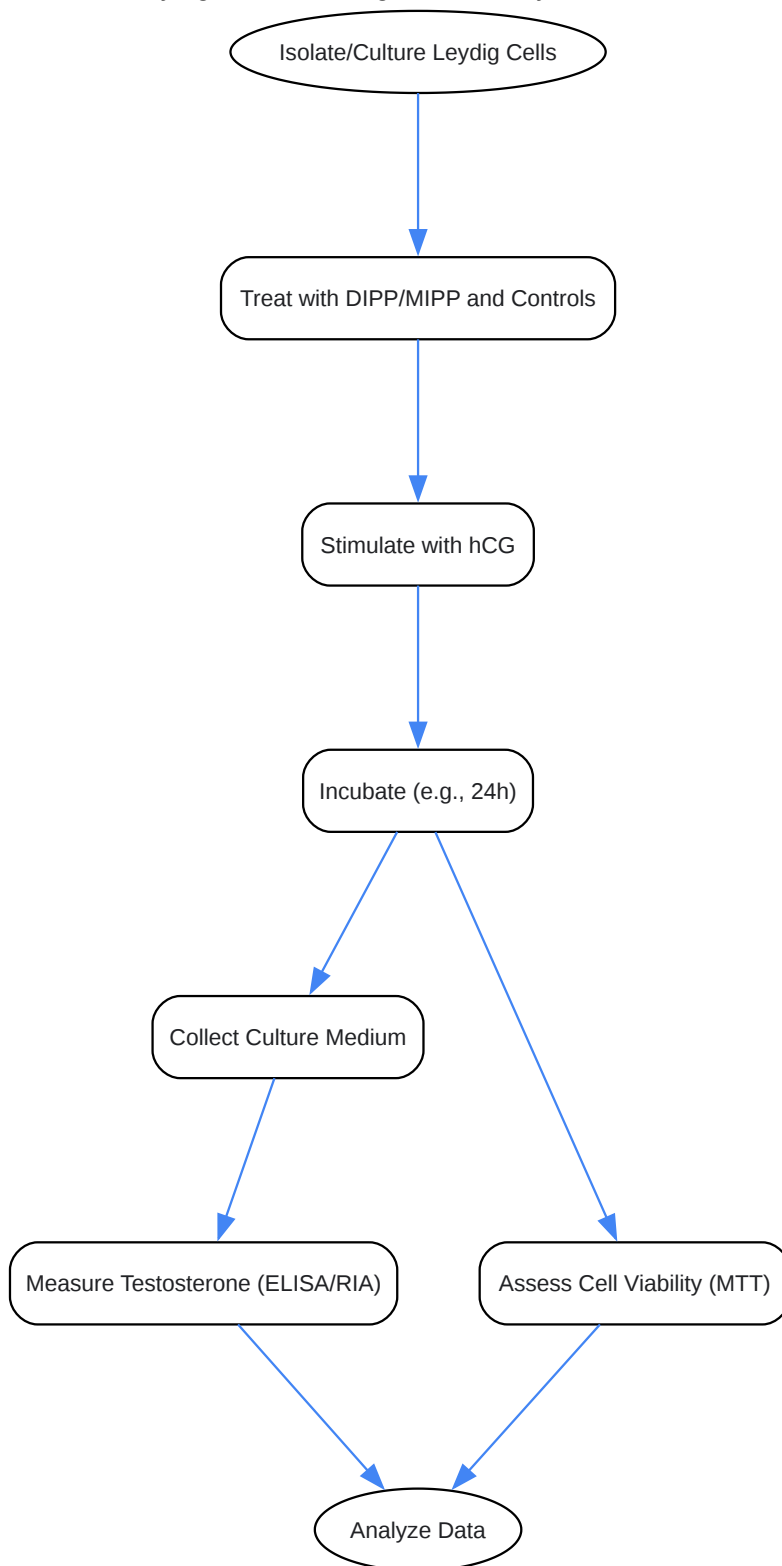 Isolate/Culture Leydig Cells
Treat with DIPP/MIPP and Controls
Stimulate with hCG
Incubate (e.g., 24h)
Collect Culture Medium
Measure Testosterone (ELISA/RIA)
Assess Cell Viability (MTT)
Analyze Data